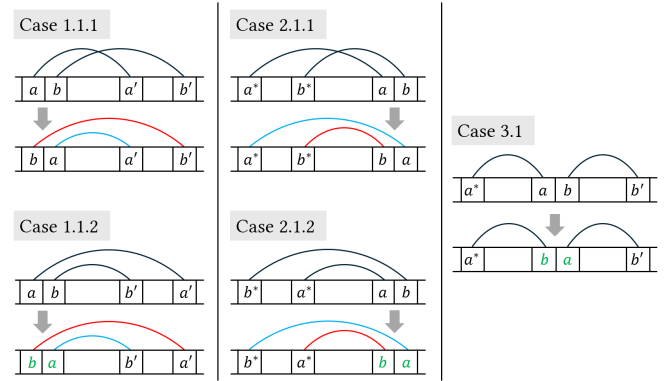 Case 1.1.1
a b a′ b′
b a a′ b′
Case 1.1.2
a b b′ a′
b a b′ a′
Case 2.1.1
a* b* a b
a* b* b a
Case 2.1.2
b* a* a b
b* a* b a
Case 3.1
a* a b b′
a* b a b′